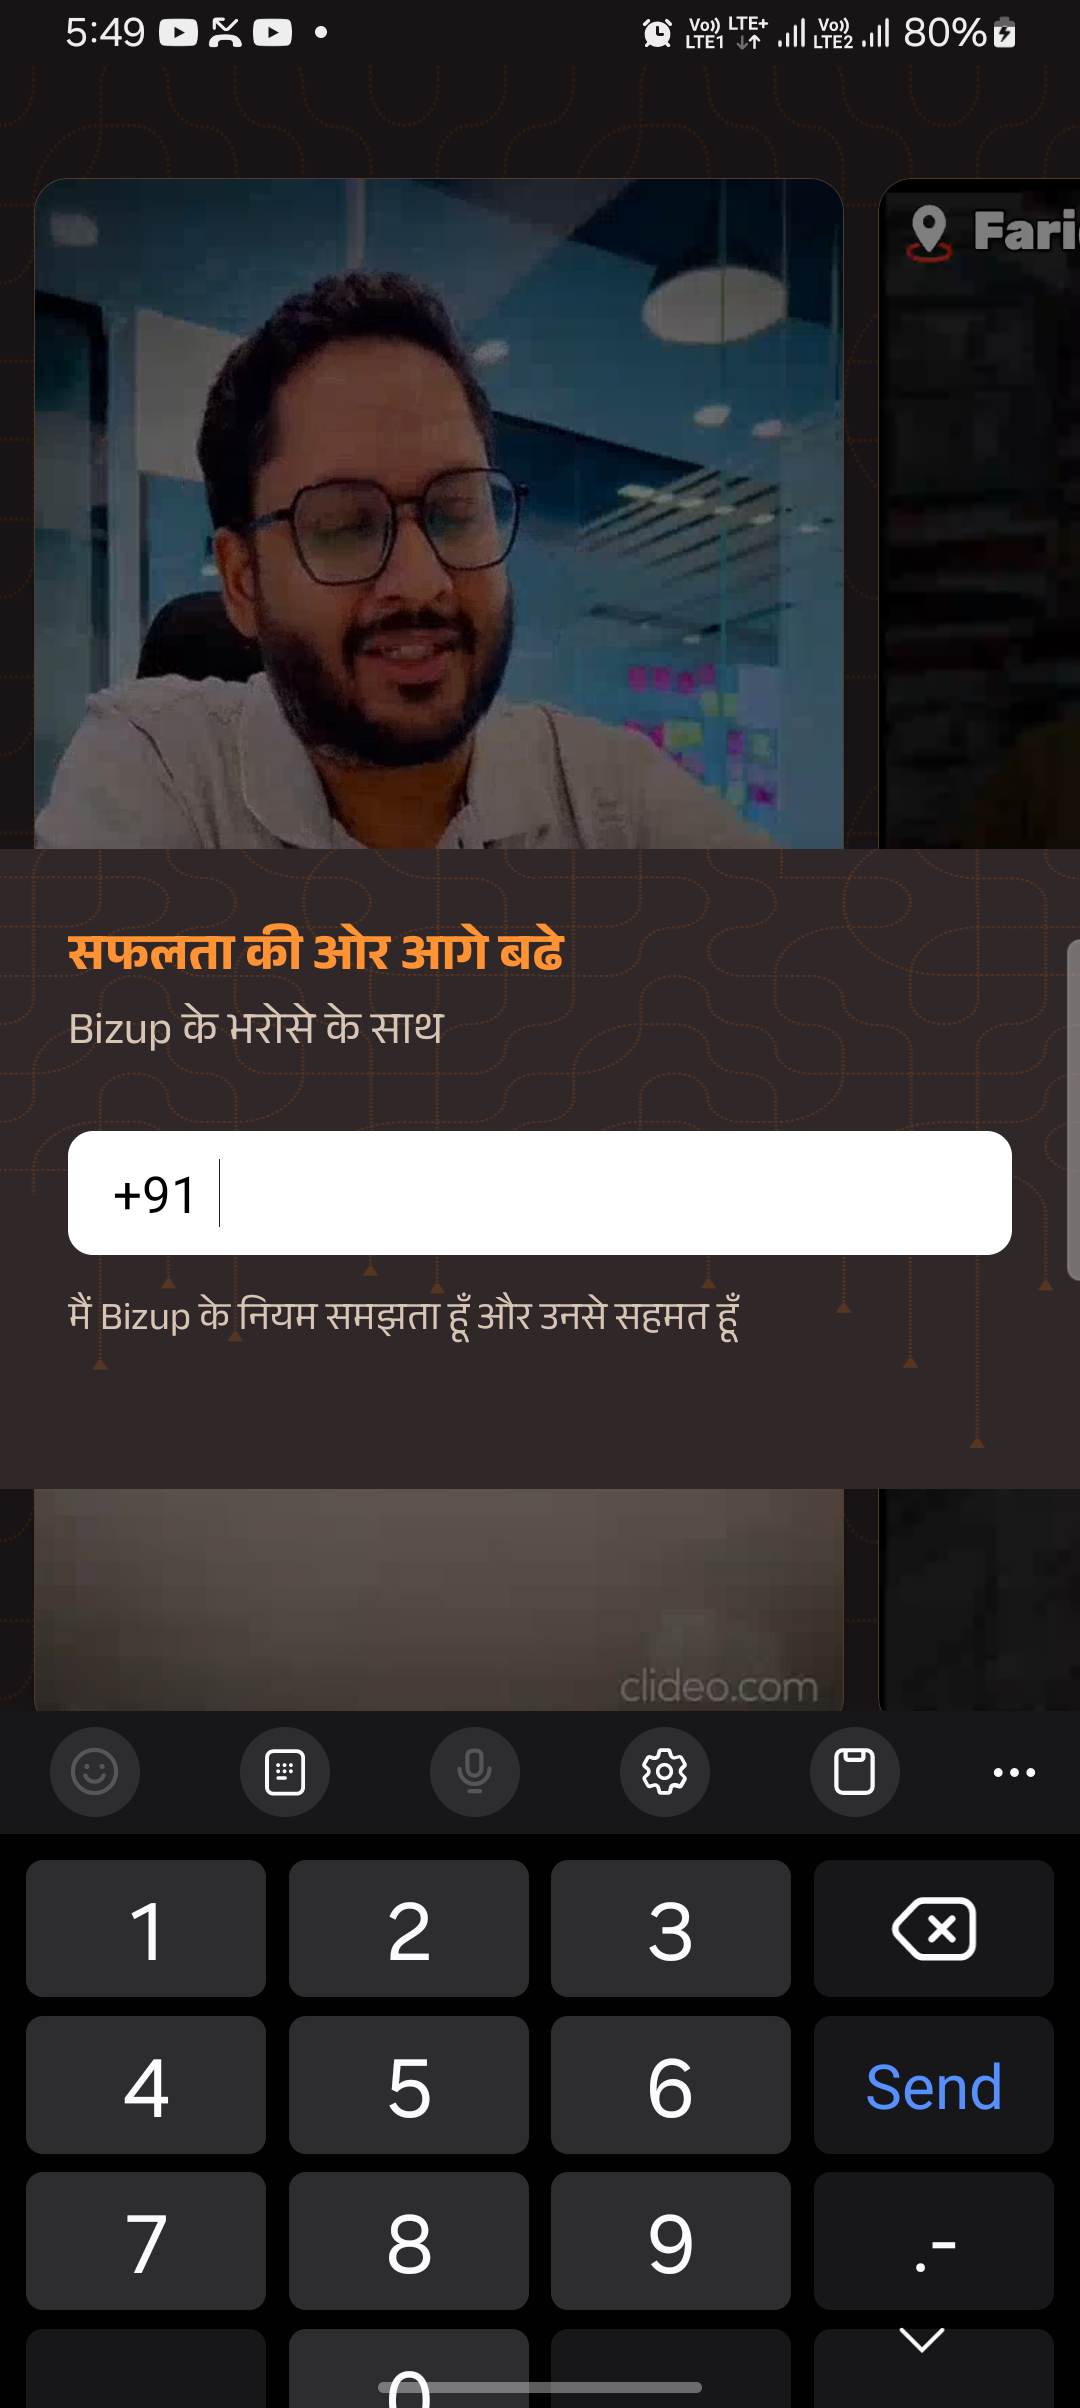 5:49
Vo)) LTE1 LTE+ Vo)) LTE2 80%
सफलता की ओर आगे बढे
Bizup के भरोसे के साथ
+91
मैं Bizup के नियम समझता हूँ और उनसे सहमत हूँ
clideo.com
1 2 3
4 5 6 Send
7 8 9 .-
0